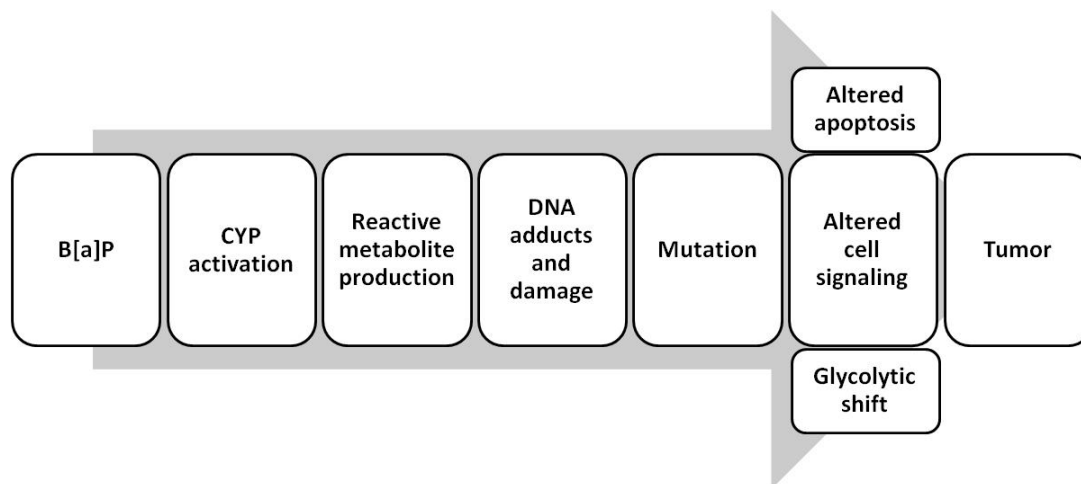 B[a]P
CYP
activation
Reactive
metabolite
production
DNA
adducts
and
damage
Mutation
Altered
apoptosis
Altered
cell
signaling
Glycolytic
shift
Tumor